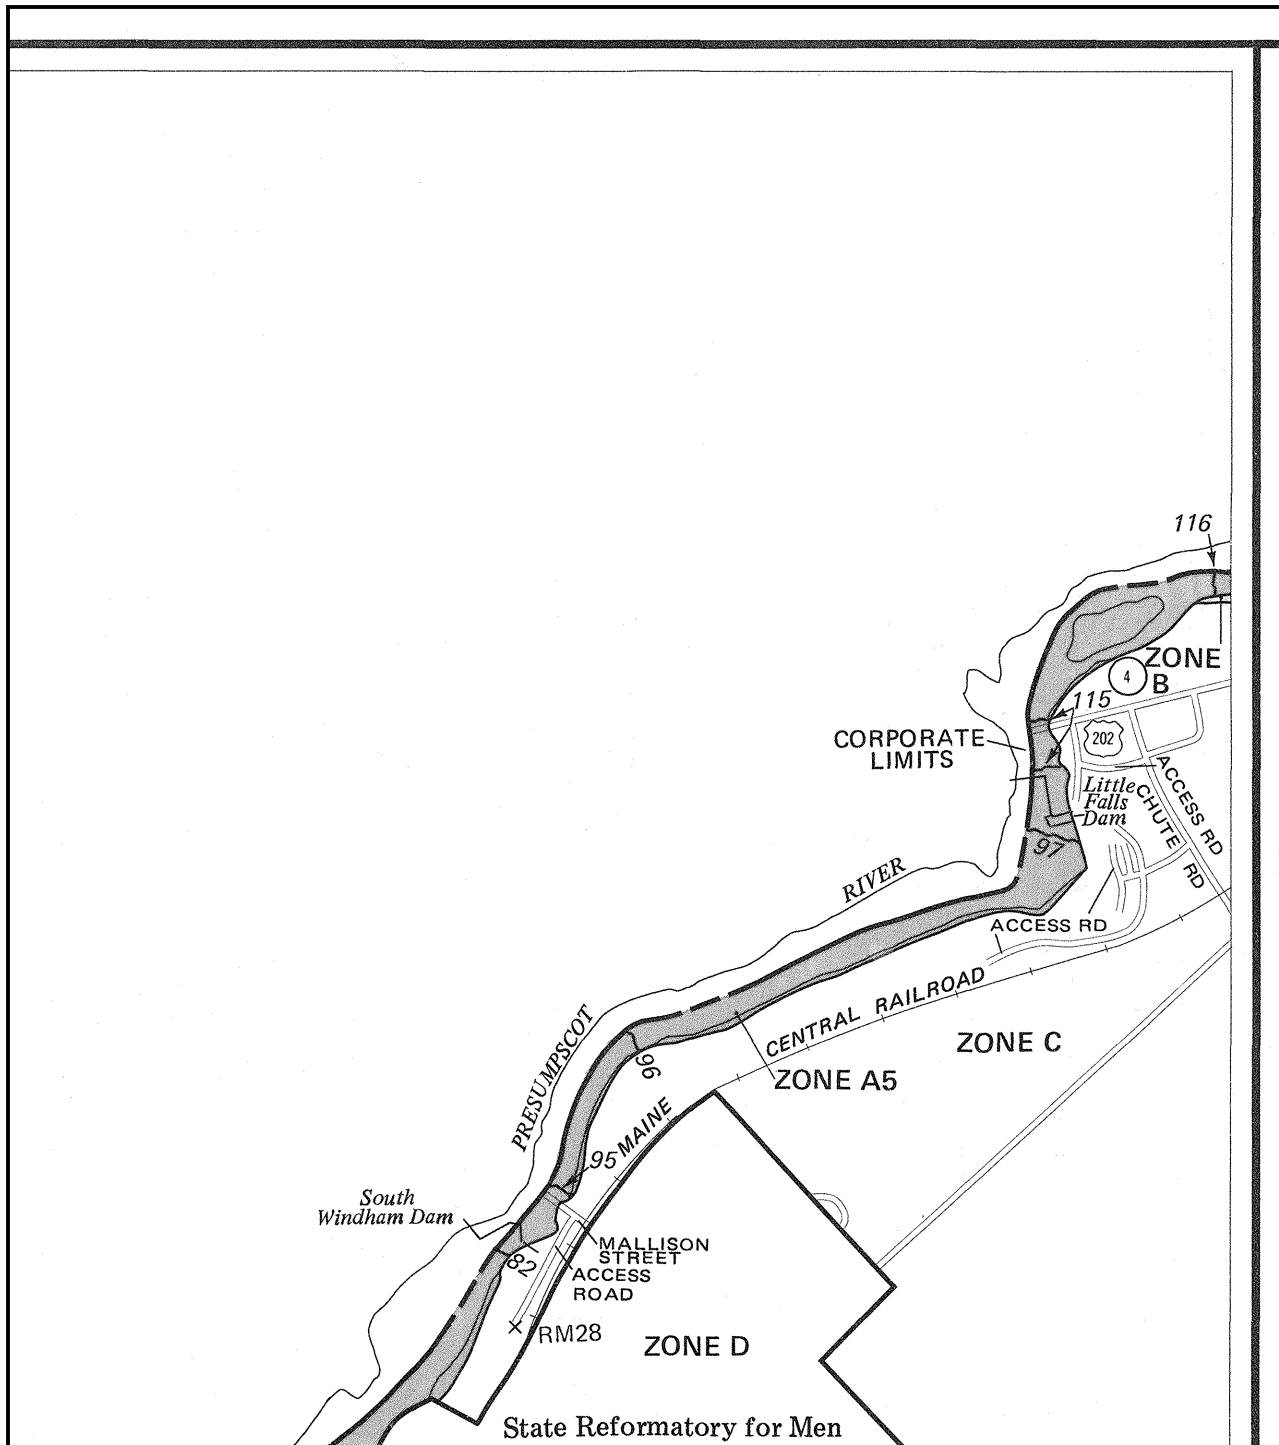 116
ZONE
B
4
115
CORPORATE
LIMITS
202
ACCESS RD
Little
Falls
Dam
CHUTE RD
97
RIVER
ACCESS RD
CENTRAL RAILROAD
ZONE C
PRESUMPSCOT
96
ZONE A5
MAINE
95
South
Windham Dam
MALLISON
STREET
82
ACCESS
ROAD
RM28
ZONE D
State Reformatory for Men